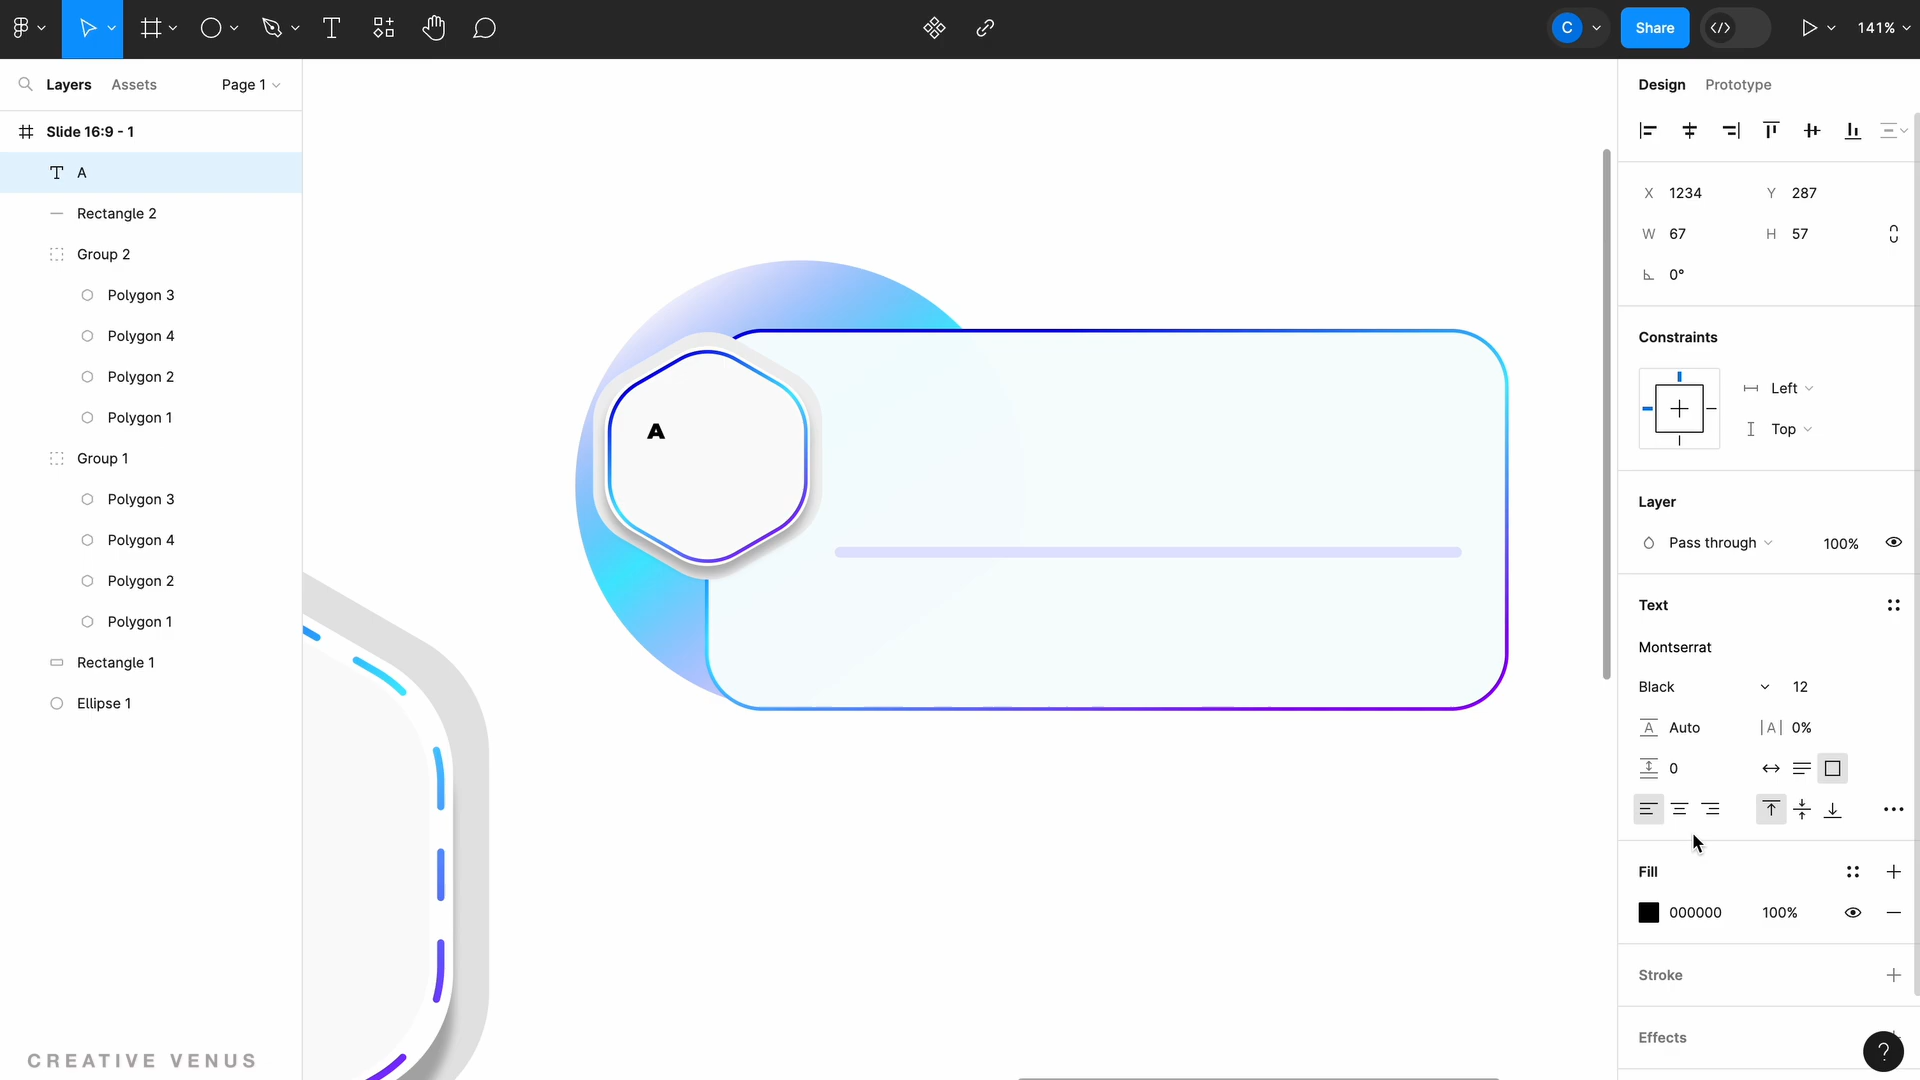 C
Share
141%
Layers
Assets
Page 1
Design
Prototype
Slide 16:9 - 1
A
Rectangle 2
Group 2
Polygon 3
Polygon 4
Polygon 2
Polygon 1
Group 1
Polygon 3
Polygon 4
Polygon 2
Polygon 1
Rectangle 1
Ellipse 1
CREATIVE VENUS
A
X 1234
Y 287
W 67
H 57
0°
Constraints
Left
Top
Layer
Pass through
100%
Text
Montserrat
Black
12
A Auto
|A| 0%
0
Fill
000000
100%
Stroke
Effects
?